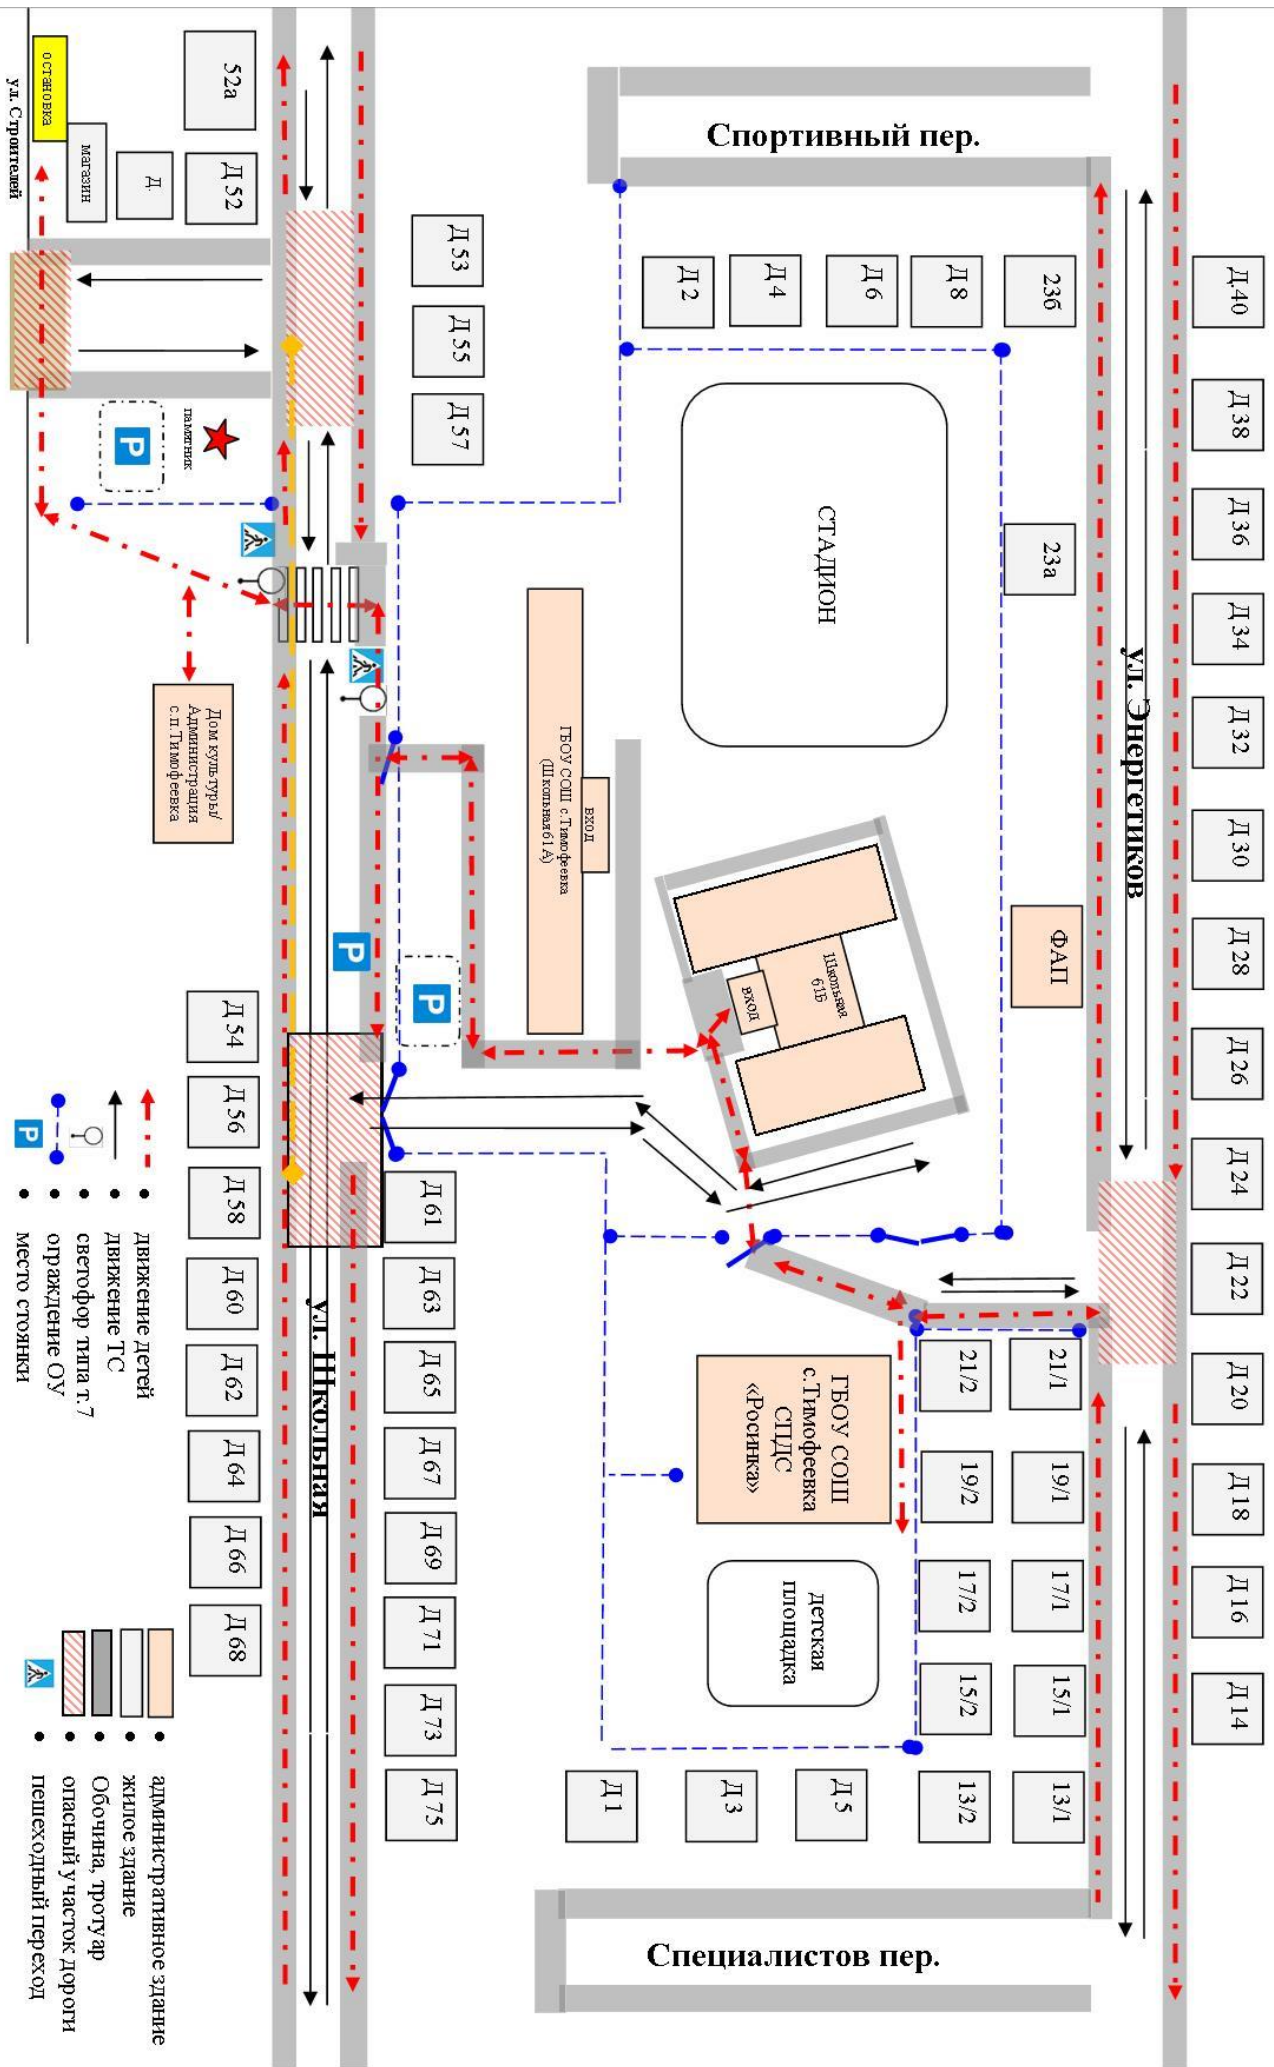 Д.40
Д 38
Д 36
Д 34
Д 32
Д 30
Д 28
Д 26
Д 24
Д 22
Д 20
Д 18
Д 16
Д 14
ул. Энергетиков
Спортивный пер.
23б
Д 8
Д 6
Д 4
Д 2
23а
СТАДИОН
ФАП
Школьная
61Б
вход
вход
ГБОУ СОШ с.Тимофеевка
(Школьная61А)
21/1
19/1
17/1
15/1
13/1
21/2
19/2
17/2
15/2
13/2
ГБОУ СОШ
с.Тимофеевка
СПДС
«Росинка»
детская
площадка
Д 5
Д 3
Д 1
Специалистов пер.
Д 53
Д 55
Д 57
Р
Р
Д 61
Д 63
Д 65
Д 67
Д 69
Д 71
Д 73
Д 75
ул. Школьная
52а
Д 52
Д.
магазин
остановка
ул. Строителей
памятник
Р
Дом культуры/
Администрация
с.п.Тимофеевка
Д 54
Д 56
Д 58
Д 60
Д 62
Д 64
Д 66
Д 68
• движение детей
• движение ТС
• светофор типа т.7
• ограждение ОУ
Р • место стоянки
• административное здание
• жилое здание
• Обочина, тротуар
• опасный участок дороги
• пешеходный переход